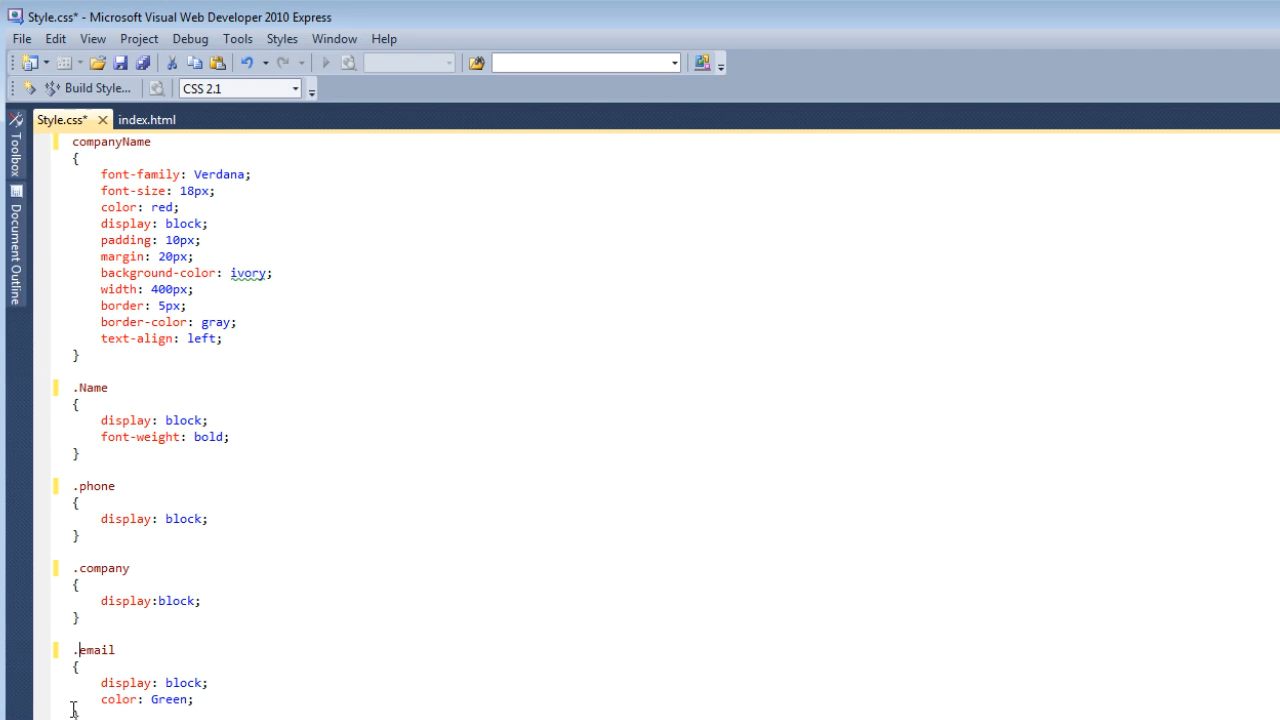 Style.css* - Microsoft Visual Web Developer 2010 Express
File Edit View Project Debug Tools Styles Window Help
Build Style... CSS 2.1
Style.css* index.html
Toolbox
Document Outline
companyName
{
font-family: Verdana;
font-size: 18px;
color: red;
display: block;
padding: 10px;
margin: 20px;
background-color: ivory;
width: 400px;
border: 5px;
border-color: gray;
text-align: left;
}
.Name
{
display: block;
font-weight: bold;
}
.phone
{
display: block;
}
.company
{
display:block;
}
.email
{
display: block;
color: Green;